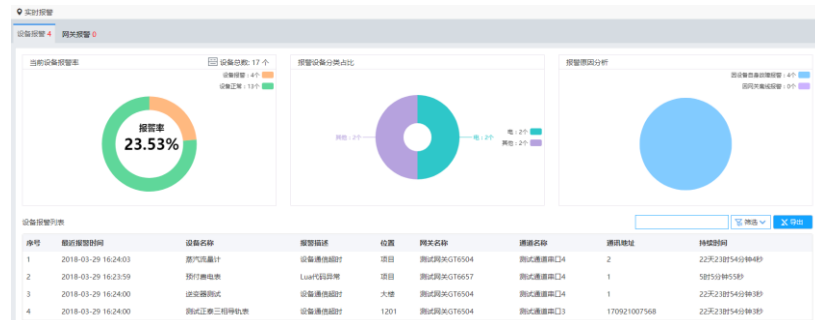 实时报警
设备报警 4 网关报警 0
当前设备报警率 设备总数: 17 个
设备报警：4个
设备正常：13个
报警率
23.53%
报警设备分类占比
其他：2个
电：2个
电：2个
其他：2个
报警原因分析
因设备自身故障报警：4个
因网关离线报警：0个
设备报警列表 筛选 导出
序号 最近报警时间 设备名称 报警描述 位置 网关名称 通道名称 通讯地址 持续时间
1 2018-03-29 16:24:03 蒸汽流量计 设备通信超时 项目 测试网关GT6504 测试通道串口4 2 22天23时54分钟4秒
2 2018-03-29 16:23:59 预付费电表 Lua代码异常 项目 测试网关GT6657 测试通道串口4 1 5时5分钟55秒
3 2018-03-29 16:24:00 逆变器测试 设备通信超时 大楼 测试网关GT6504 测试通道串口4 1 22天23时54分钟3秒
4 2018-03-29 16:24:00 测试正泰三相导轨表 设备通信超时 1201 测试网关GT6504 测试通道串口3 170921007568 22天23时54分钟3秒